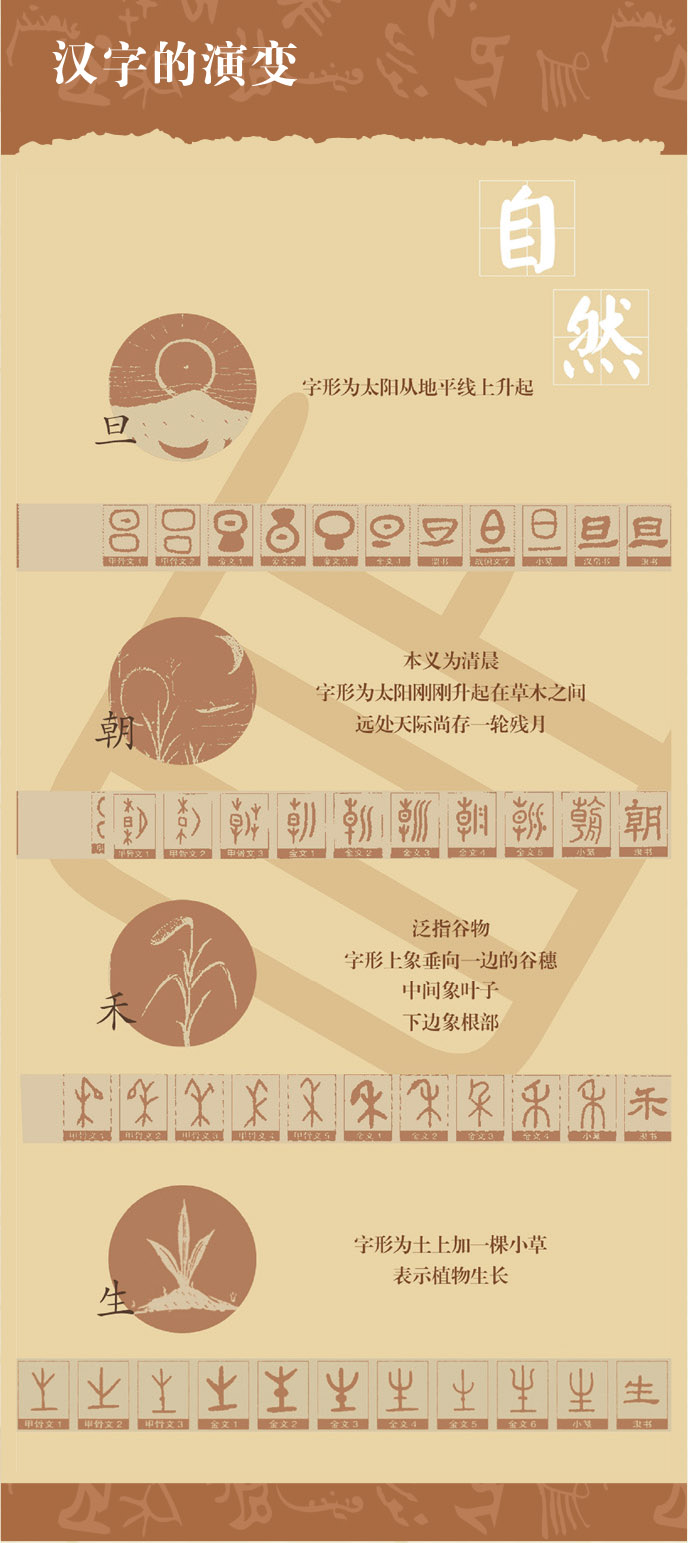 汉字的演变
自
然
字形为太阳从地平线上升起
旦
甲骨文1 甲骨文2 金文1 金文2 金文3 金文4 战国文字 小篆 汉帛书 隶书
本义为清晨
字形为太阳刚刚升起在草木之间
远处天际尚存一轮残月
朝
甲骨文1 甲骨文2 甲骨文3 金文1 金文2 金文3 金文4 金文5 小篆 隶书
泛指谷物
字形上象垂向一边的谷穗
中间象叶子
下边象根部
禾
甲骨文1 甲骨文2 甲骨文3 甲骨文4 甲骨文5 金文1 金文2 金文3 金文4 小篆 隶书
字形为土上加一棵小草
表示植物生长
生
甲骨文1 甲骨文2 甲骨文3 金文1 金文2 金文3 金文4 金文5 金文6 小篆 隶书